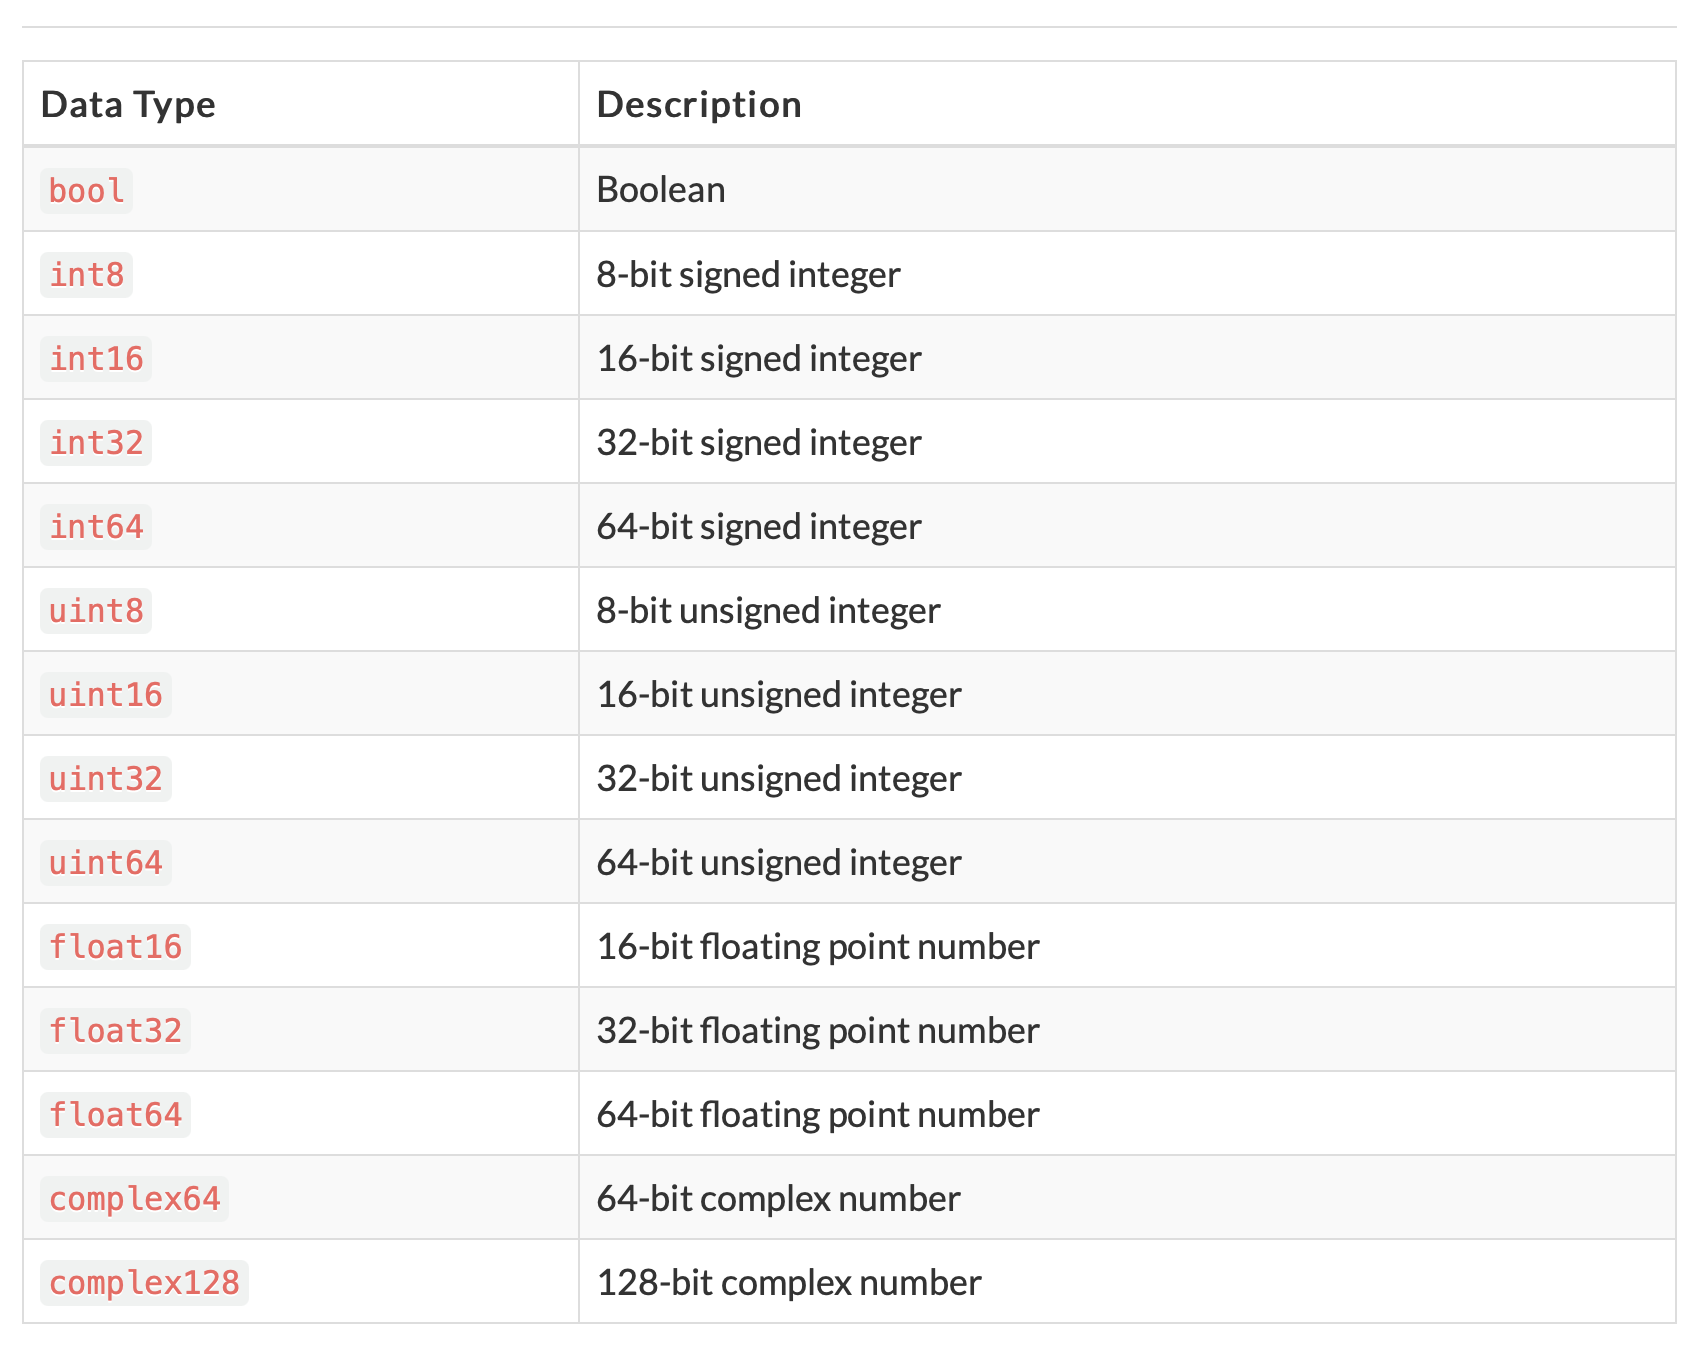 Data Type Description
bool Boolean
int8 8-bit signed integer
int16 16-bit signed integer
int32 32-bit signed integer
int64 64-bit signed integer
uint8 8-bit unsigned integer
uint16 16-bit unsigned integer
uint32 32-bit unsigned integer
uint64 64-bit unsigned integer
float16 16-bit floating point number
float32 32-bit floating point number
float64 64-bit floating point number
complex64 64-bit complex number
complex128 128-bit complex number